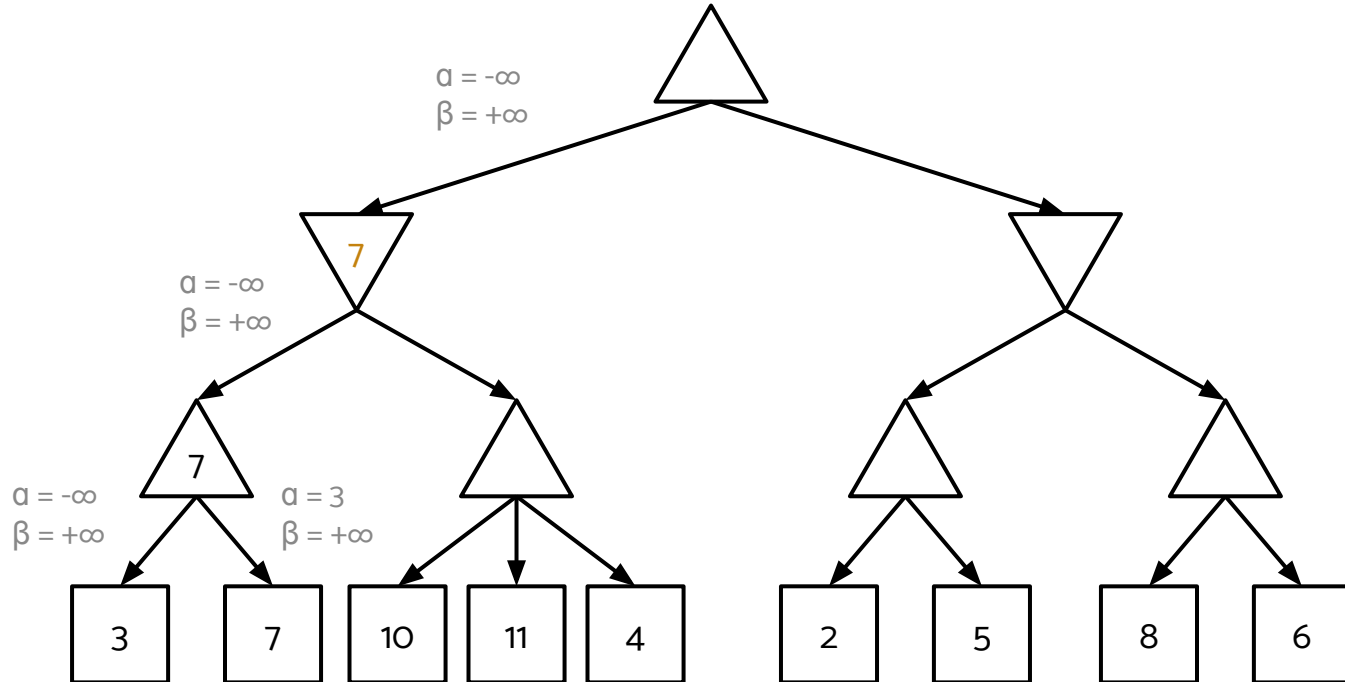 α = -∞
β = +∞
7
α = -∞
β = +∞
7
α = -∞
β = +∞
α = 3
β = +∞
3 7 10 11 4 2 5 8 6